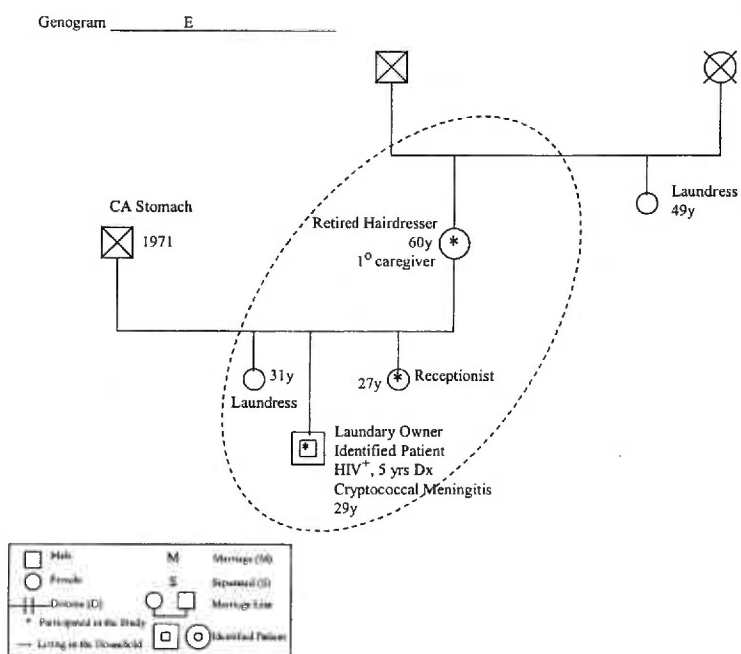 Genogram E
Laundress
49y
CA Stomach
1971
Retired Hairdresser
60y
1° caregiver
*
31y
Laundress
27y * Receptionist
*
Laundary Owner
Identified Patient
HIV+, 5 yrs Dx
Cryptococcal Meningitis
29y
Male M Marriage (M)
Female S Separated (S)
Divorce (D) Marriage Line
* Participated in the Study
Living in the Household Identified Patient